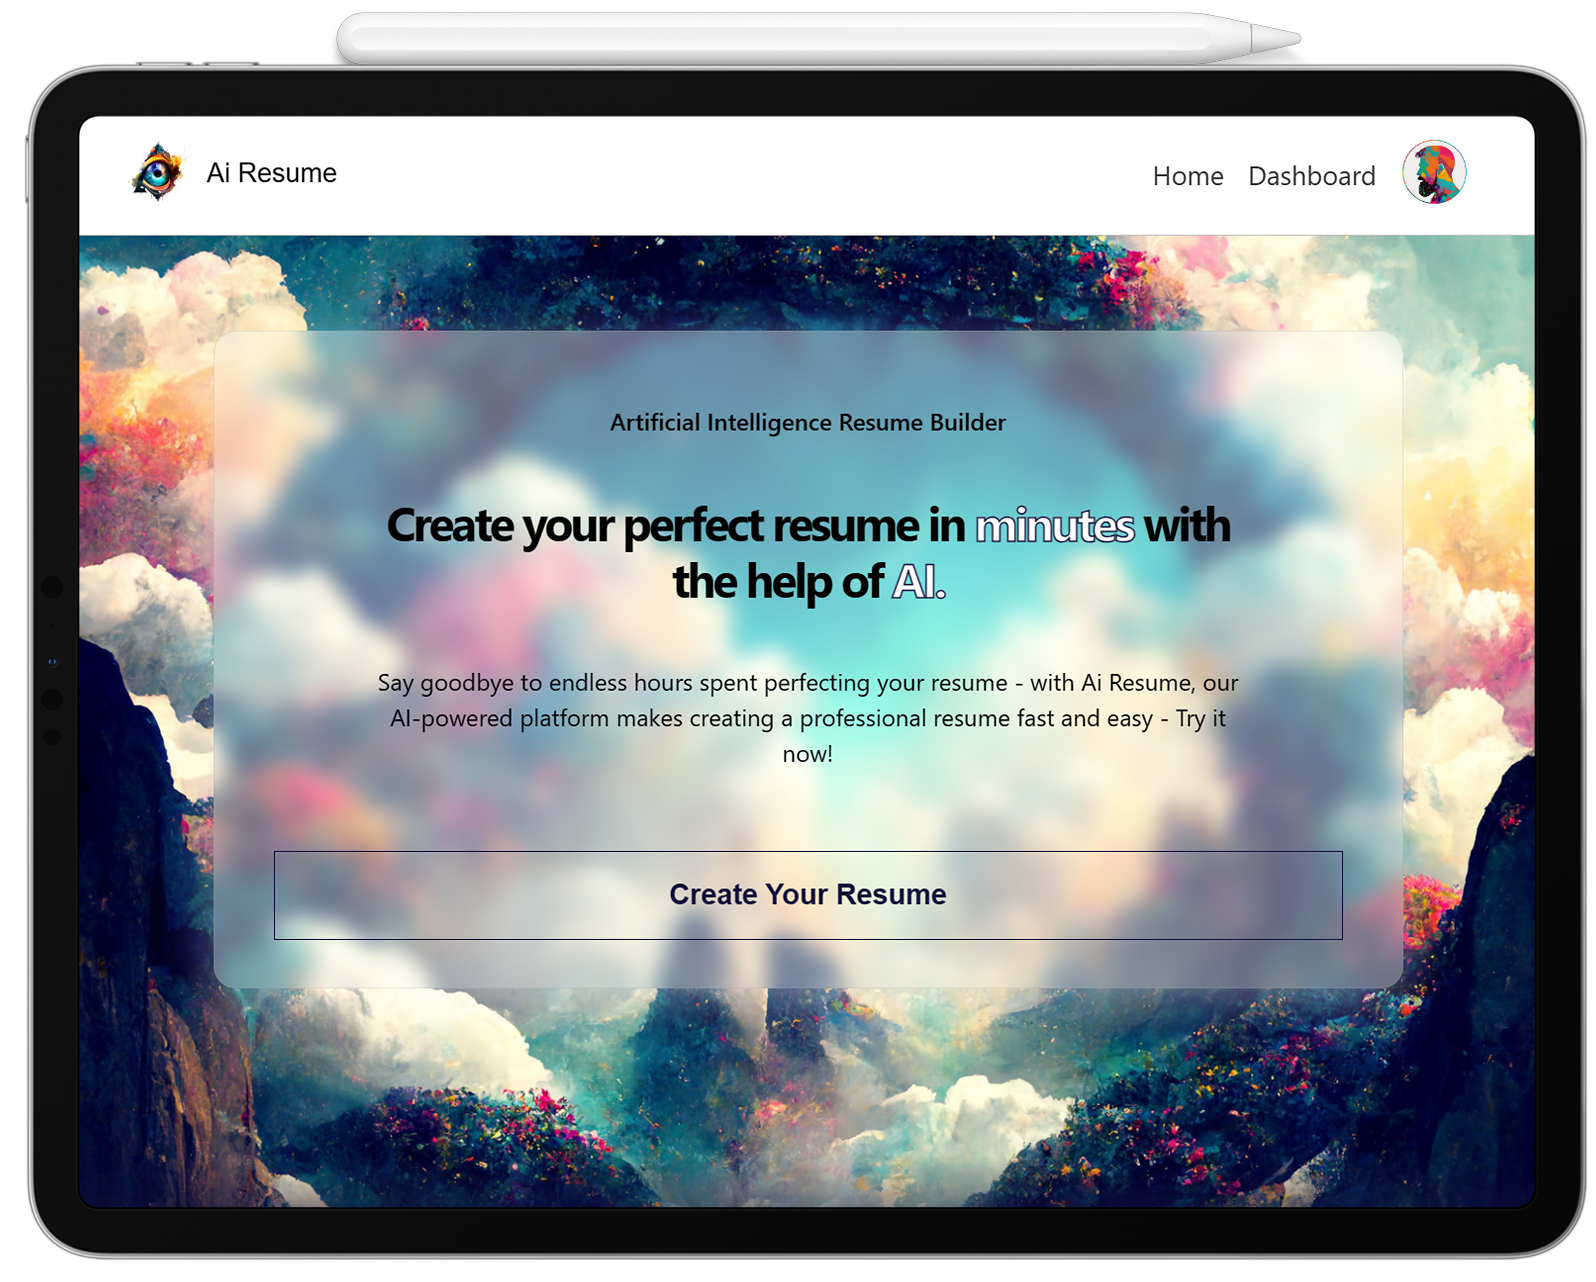 Ai Resume
Home Dashboard
Artificial Intelligence Resume Builder
Create your perfect resume in minutes with
the help of AI.
Say goodbye to endless hours spent perfecting your resume - with Ai Resume, our
AI-powered platform makes creating a professional resume fast and easy - Try it
now!
Create Your Resume